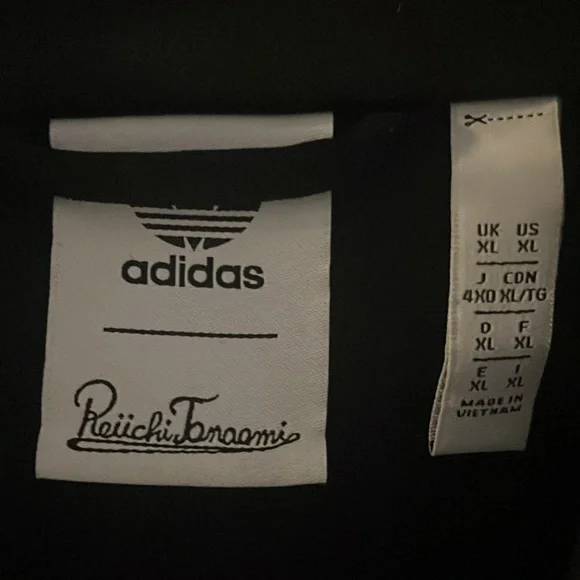 adidas
Keiichi Tanaami
UK US
XL XL
J CDN
4XO XL/TG
D F
XL XL
E I
XL XL
MADE IN
VIETNAM